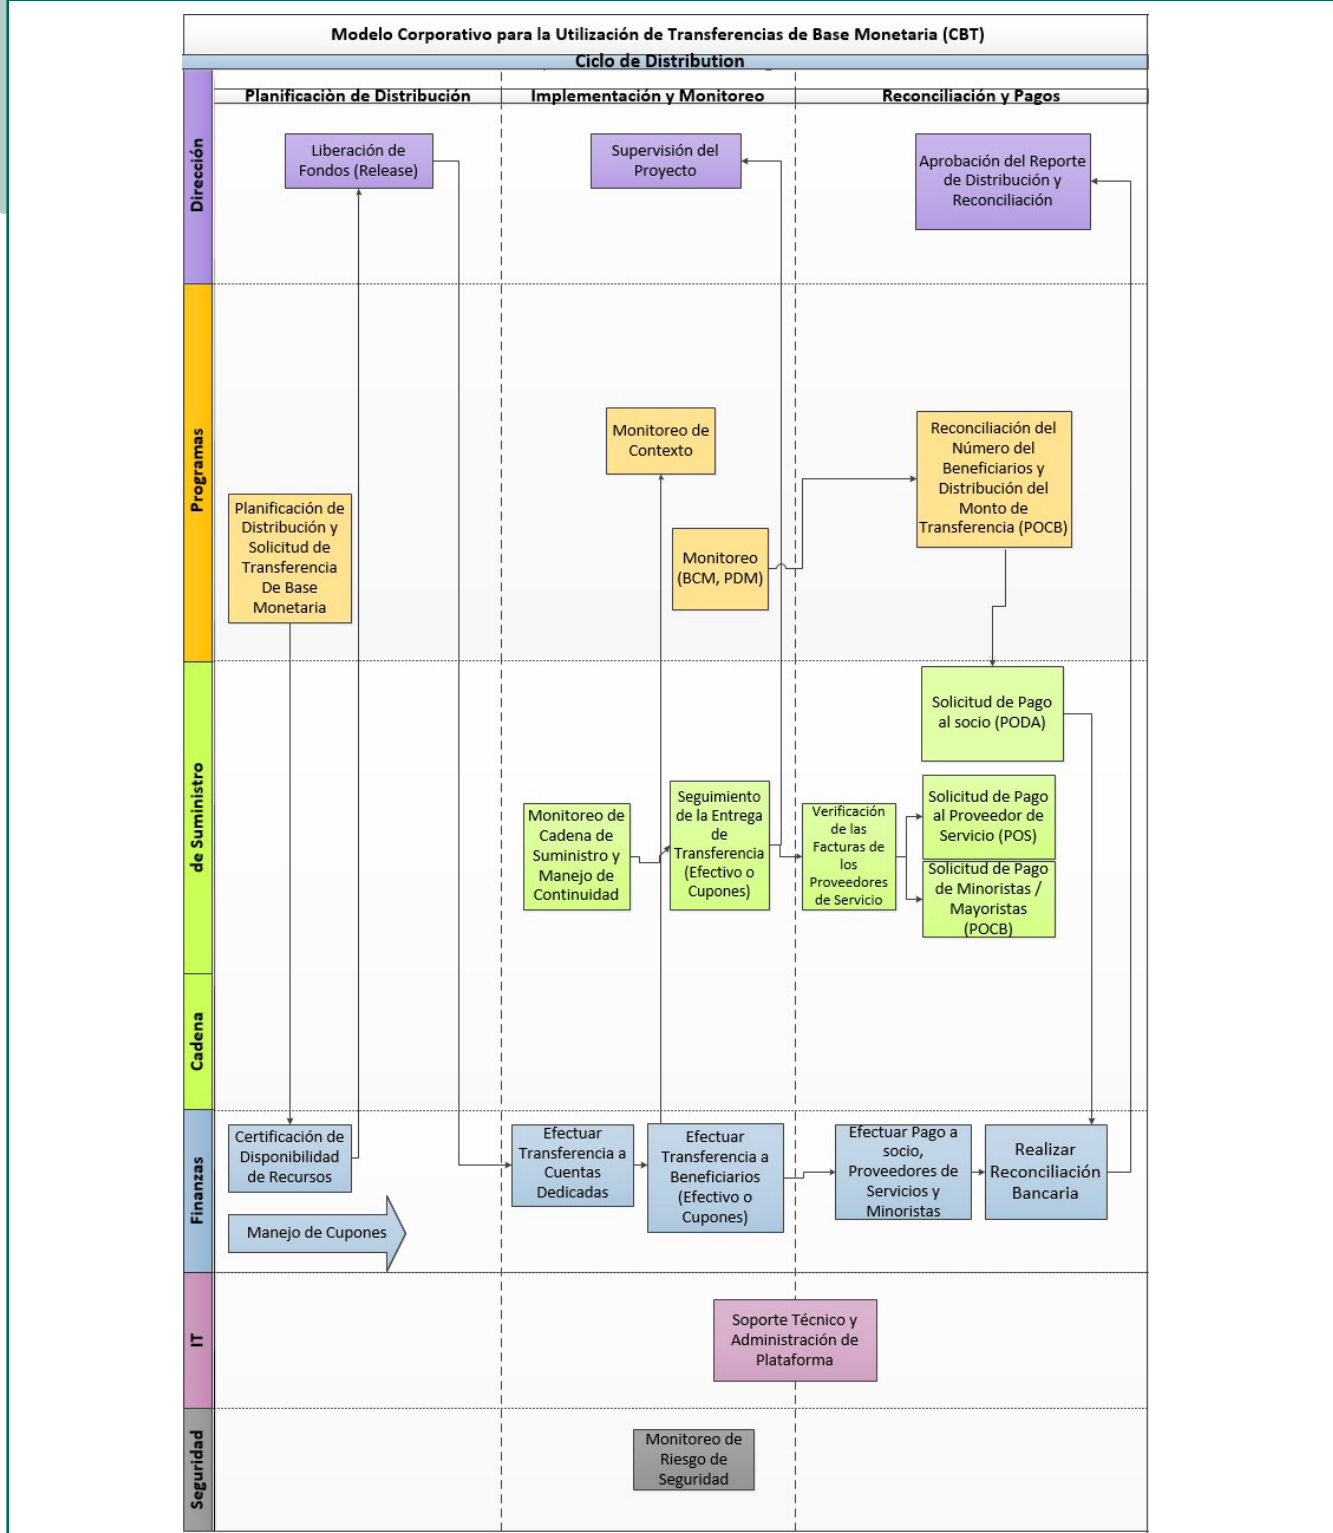 Modelo Corporativo para la Utilización de Transferencias de Base Monetaria (CBT)
Ciclo de Distribution
Planificaciòn de Distribución
Implementación y Monitoreo
Reconciliación y Pagos
Dirección
Liberación de
Fondos (Release)
Supervisión del
Proyecto
Aprobación del Reporte
de Distribución y
Reconciliación
Programas
Planificación de
Distribución y
Solicitud de
Transferencia
De Base
Monetaria
Monitoreo de
Contexto
Monitoreo
(BCM, PDM)
Reconciliación del
Número del
Beneficiarios y
Distribución del
Monto de
Transferencia (POCB)
de Suministro
Cadena
Monitoreo de
Cadena de
Suministro y
Manejo de
Continuidad
Seguimiento
de la Entrega
de
Transferencia
(Efectivo o
Cupones)
Verificación
de las
Facturas de
los
Proveedores
de Servicio
Solicitud de Pago
al socio (PODA)
Solicitud de Pago
al Proveedor de
Servicio (POS)
Solicitud de Pago
de Minoristas /
Mayoristas
(POCB)
Finanzas
Certificación de
Disponibilidad
de Recursos
Manejo de Cupones
Efectuar
Transferencia a
Cuentas
Dedicadas
Efectuar
Transferencia a
Beneficiarios
(Efectivo o
Cupones)
Efectuar Pago a
socio,
Proveedores de
Servicios y
Minoristas
Realizar
Reconciliación
Bancaria
IT
Soporte Técnico y
Administración de
Plataforma
Seguridad
Monitoreo de
Riesgo de
Seguridad